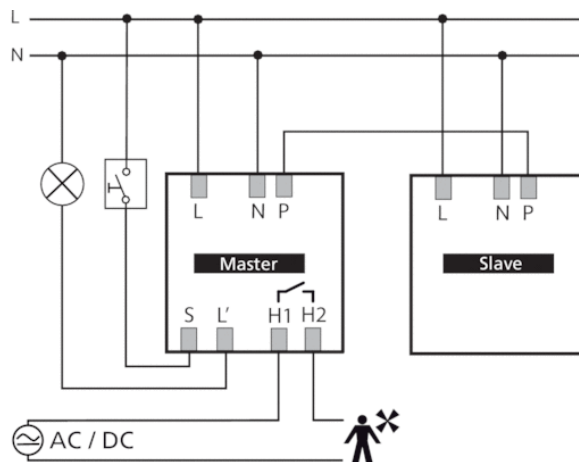 L
N
L N P
L N P
Master
Slave
S L′ H1 H2
AC / DC